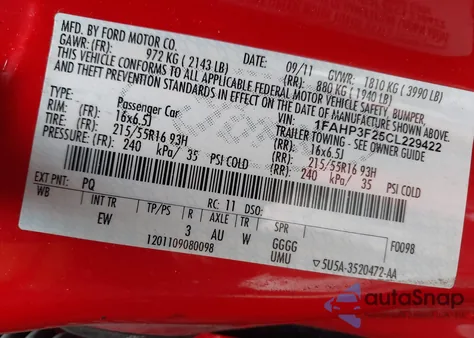 MFD. BY FORD MOTOR CO.
DATE: 09/11 GVWR: 1810 KG ( 3990 LB)
GAWR: (FR): 972 KG ( 2143 LB) (RR): 880 KG ( 1940 LB)
THIS VEHICLE CONFORMS TO ALL APPLICABLE FEDERAL MOTOR VEHICLE SAFETY, BUMPER,
AND THEFT PREVENTION STANDARDS IN EFFECT ON THE DATE OF MANUFACTURE SHOWN ABOVE.
VIN: 1FAHP3F25CL229422
TYPE: Passenger Car TRAILER TOWING - SEE OWNER GUIDE
RIM: 16x6.5J 16x6.5J
TIRE: 215/55R16 93H (RR): 215/55R16 93H
(FR): 240 kPa/ 35 PSI COLD (RR): 240 kPa/ 35 PSI COLD
EXT PNT: PQ RC: 11 DSO: F0098
WB INT TR TP/PS R AXLE TR SPR
EW 3 AU W GGGG
UMU
1201109080098 ▽5U5A-3520472-AA
autoSnap